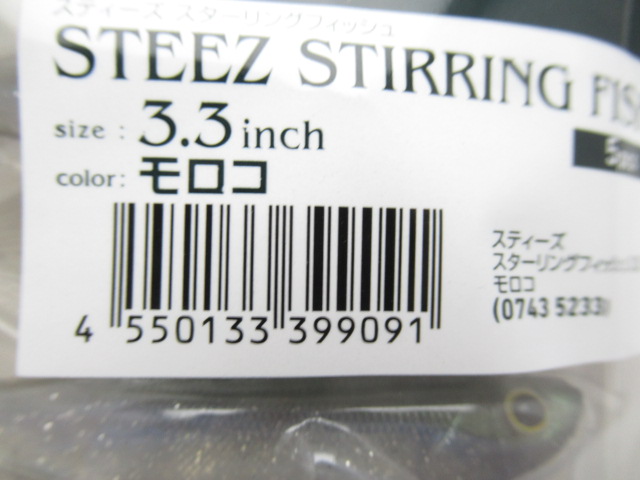 スティーズ スターリングフィッシュ
STEEZ STIRRING FIS
size : 3.3 inch
color: モロコ
4 550133 399091
スティーズ
スターリングフィッシュ
モロコ
(0743 5233)